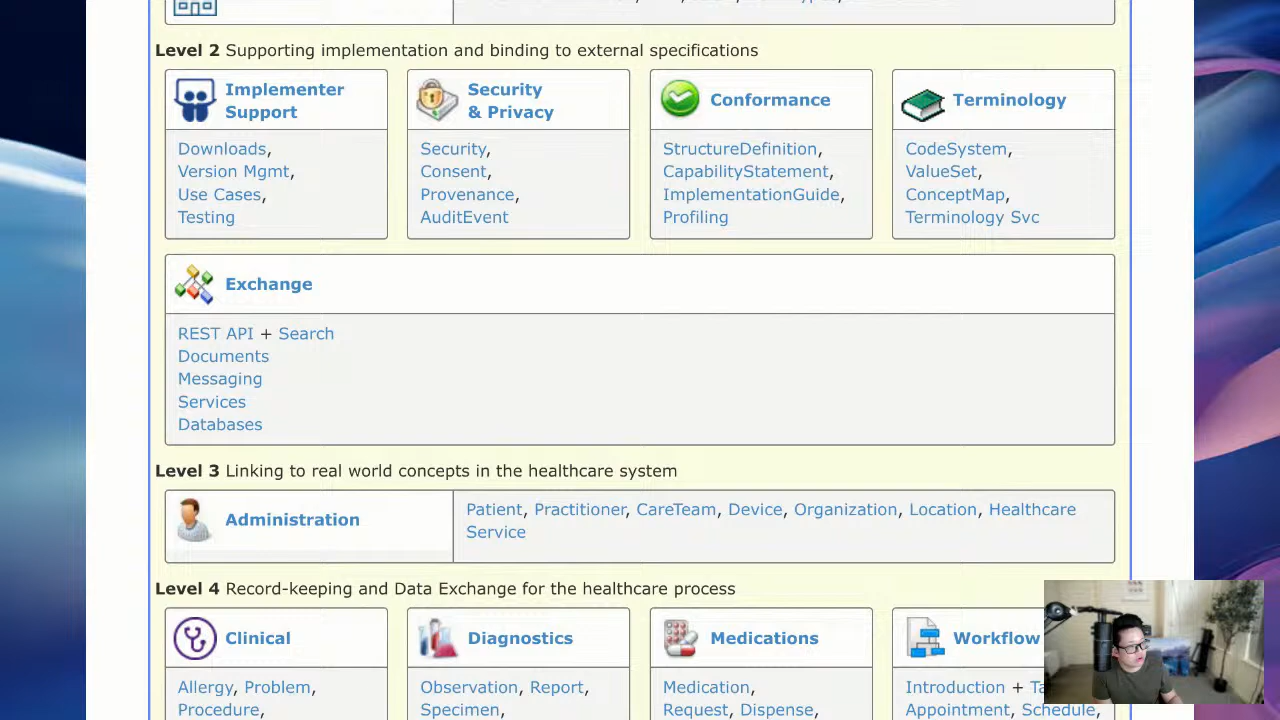 Level 2 Supporting implementation and binding to external specifications
Implementer
Support
Downloads,
Version Mgmt,
Use Cases,
Testing
Security
& Privacy
Security,
Consent,
Provenance,
AuditEvent
Conformance
StructureDefinition,
CapabilityStatement,
ImplementationGuide,
Profiling
Terminology
CodeSystem,
ValueSet,
ConceptMap,
Terminology Svc
Exchange
REST API + Search
Documents
Messaging
Services
Databases
Level 3 Linking to real world concepts in the healthcare system
Administration
Patient, Practitioner, CareTeam, Device, Organization, Location, Healthcare
Service
Level 4 Record-keeping and Data Exchange for the healthcare process
Clinical
Allergy, Problem,
Procedure,
Diagnostics
Observation, Report,
Specimen,
Medications
Medication,
Request, Dispense,
Workflow
Introduction +
Appointment, Schedule,